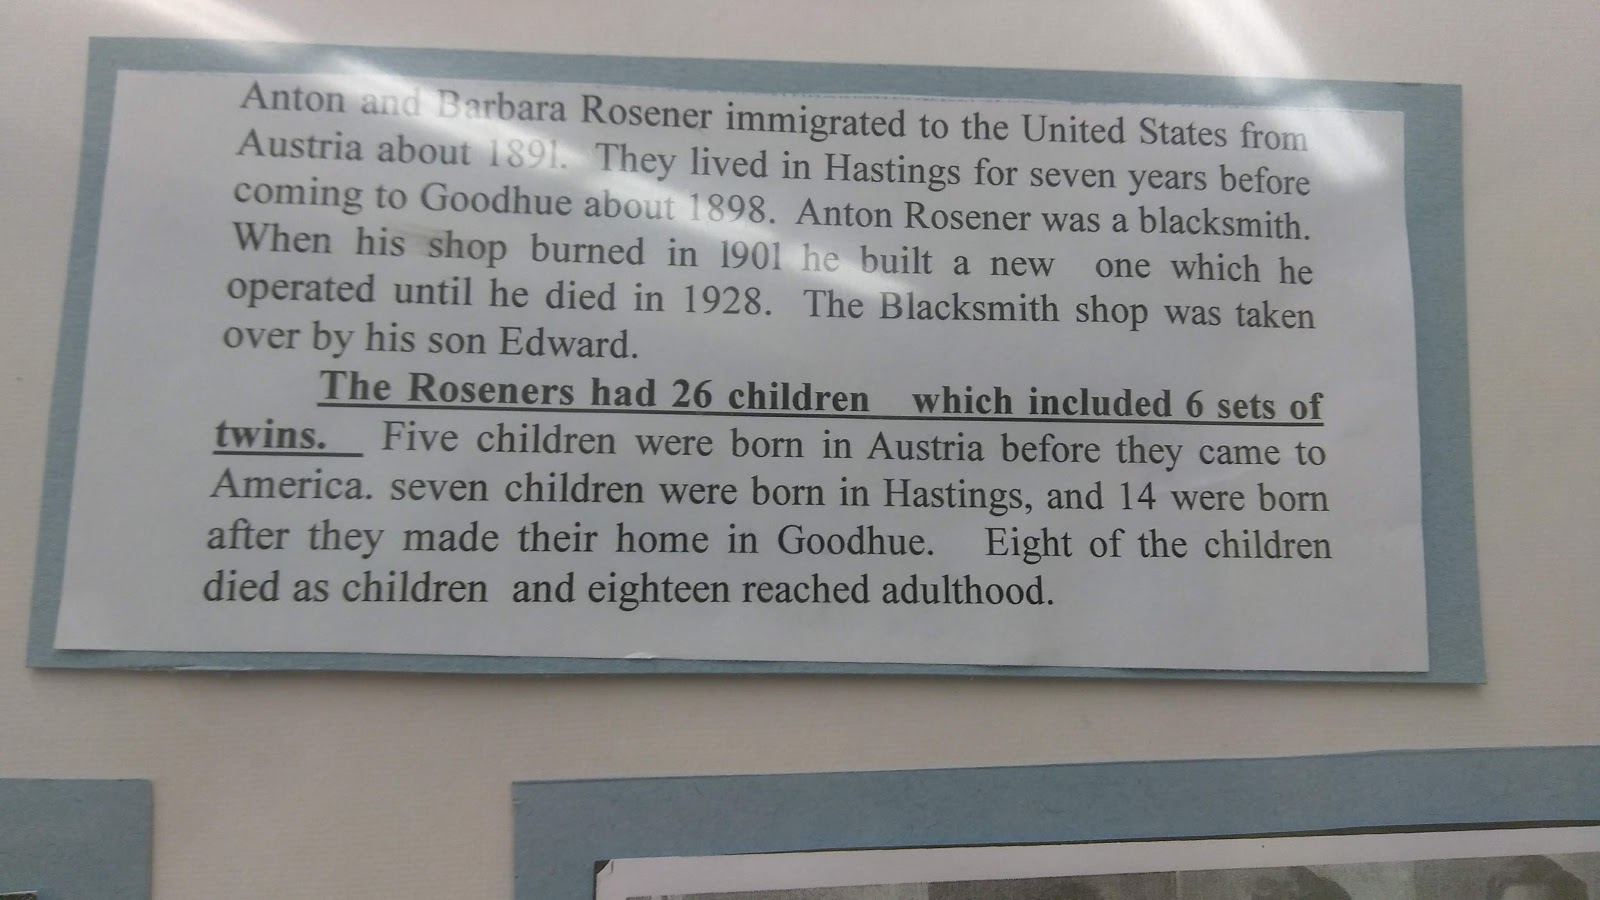 Anton and Barbara Rosener immigrated to the United States from
Austria about 1891. They lived in Hastings for seven years before
coming to Goodhue about 1898. Anton Rosener was a blacksmith.
When his shop burned in 1901 he built a new one which he
operated until he died in 1928. The Blacksmith shop was taken
over by his son Edward.
The Roseners had 26 children which included 6 sets of
twins. Five children were born in Austria before they came to
America. seven children were born in Hastings, and 14 were born
after they made their home in Goodhue. Eight of the children
died as children and eighteen reached adulthood.